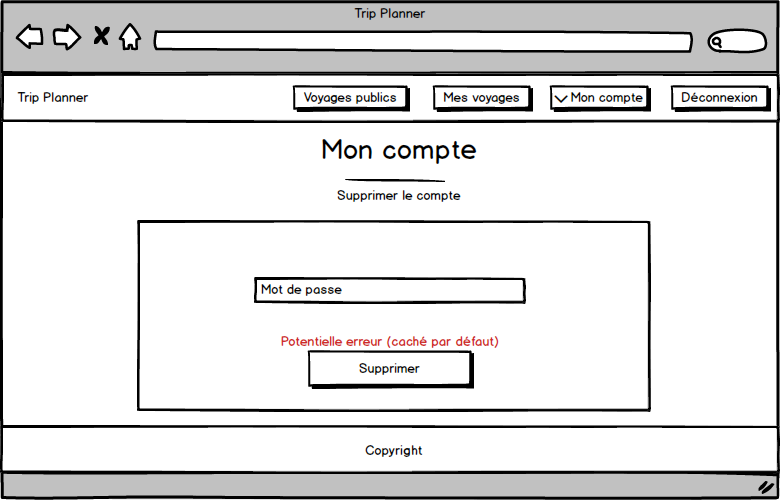 Trip Planner
Trip Planner
Voyages publics
Mes voyages
Mon compte
Déconnexion
Mon compte
Supprimer le compte
Mot de passe
Potentielle erreur (caché par défaut)
Supprimer
Copyright